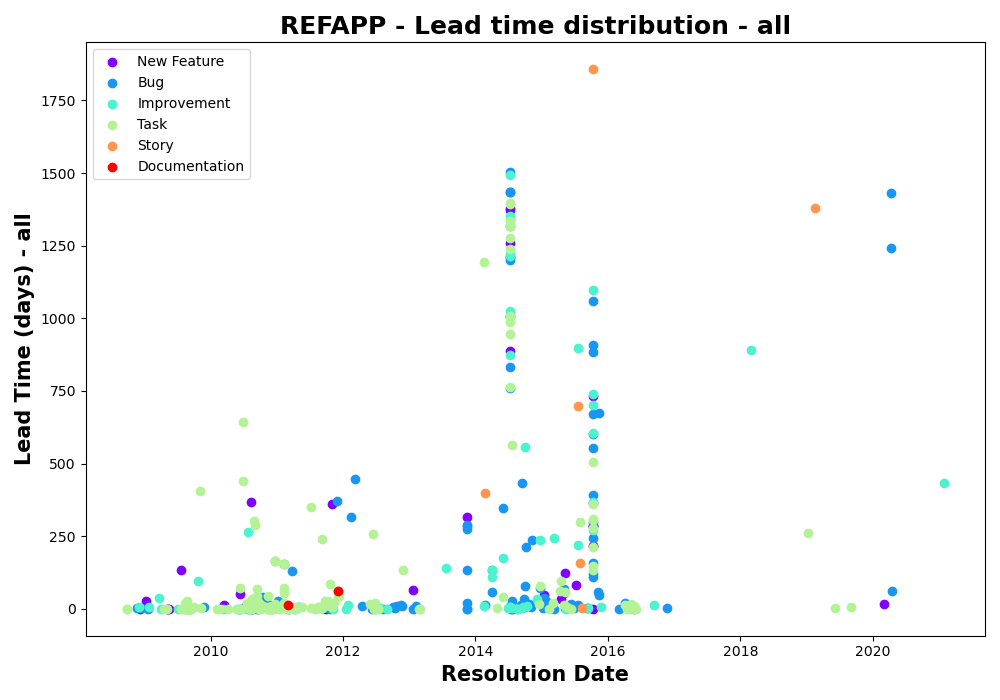 REFAPP - Lead time distribution - all
New Feature
Bug
Improvement
Task
Story
Documentation
Lead Time (days) - all
1750
1500
1250
1000
750
500
250
0
2010 2012 2014 2016 2018 2020
Resolution Date